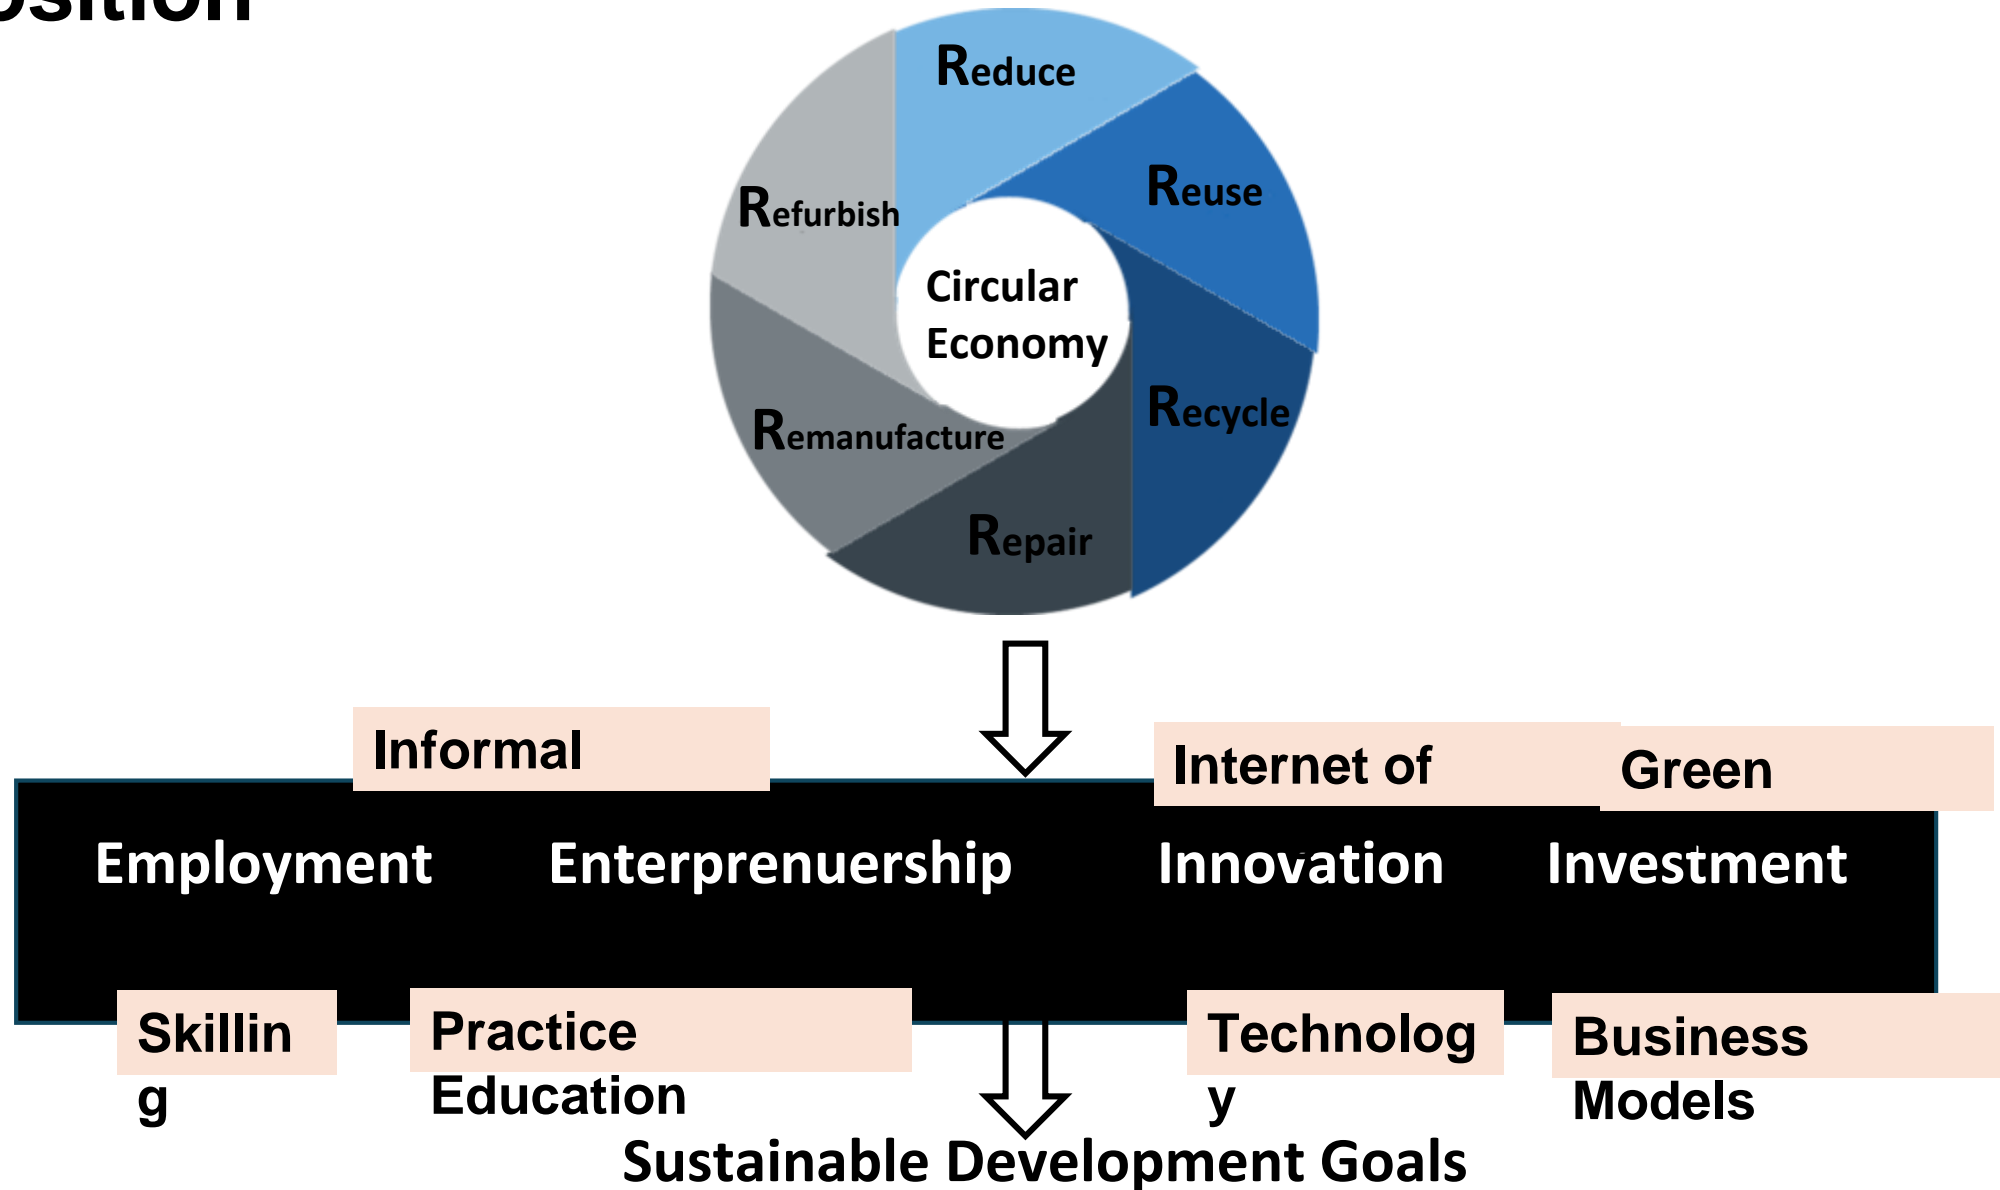 Reduce
Reuse
Refurbish
Circular
Economy
Recycle
Remanufacture
Repair
Informal
Internet of
Green
Employment
Enterprenuership
Innovation
Investment
Skillin
g
Practice
Education
Technolog
y
Business
Models
Sustainable Development Goals